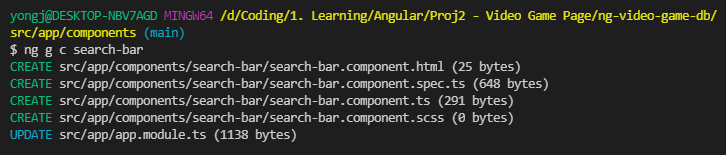 yongj@DESKTOP-NBV7AGD MINGW64 /d/Coding/1. Learning/Angular/Proj2 - Video Game Page/ng-video-game-db/
src/app/components (main)
$ ng g c search-bar
CREATE src/app/components/search-bar/search-bar.component.html (25 bytes)
CREATE src/app/components/search-bar/search-bar.component.spec.ts (648 bytes)
CREATE src/app/components/search-bar/search-bar.component.ts (291 bytes)
CREATE src/app/components/search-bar/search-bar.component.scss (0 bytes)
UPDATE src/app/app.module.ts (1138 bytes)